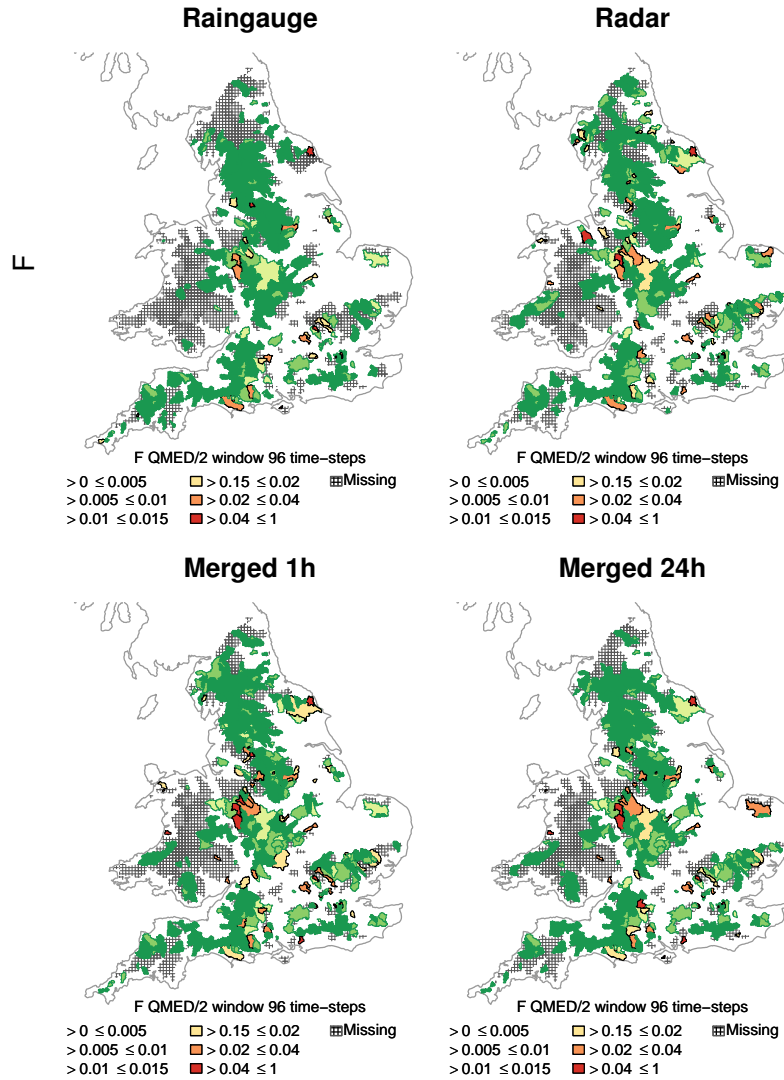 Raingauge
Radar
F
F QMED/2 window 96 time−steps
> 0 ≤ 0.005 > 0.15 ≤ 0.02 Missing
> 0.005 ≤ 0.01 > 0.02 ≤ 0.04
> 0.01 ≤ 0.015 > 0.04 ≤ 1
F QMED/2 window 96 time−steps
> 0 ≤ 0.005 > 0.15 ≤ 0.02 Missing
> 0.005 ≤ 0.01 > 0.02 ≤ 0.04
> 0.01 ≤ 0.015 > 0.04 ≤ 1
Merged 1h
Merged 24h
F QMED/2 window 96 time−steps
> 0 ≤ 0.005 > 0.15 ≤ 0.02 Missing
> 0.005 ≤ 0.01 > 0.02 ≤ 0.04
> 0.01 ≤ 0.015 > 0.04 ≤ 1
F QMED/2 window 96 time−steps
> 0 ≤ 0.005 > 0.15 ≤ 0.02 Missing
> 0.005 ≤ 0.01 > 0.02 ≤ 0.04
> 0.01 ≤ 0.015 > 0.04 ≤ 1